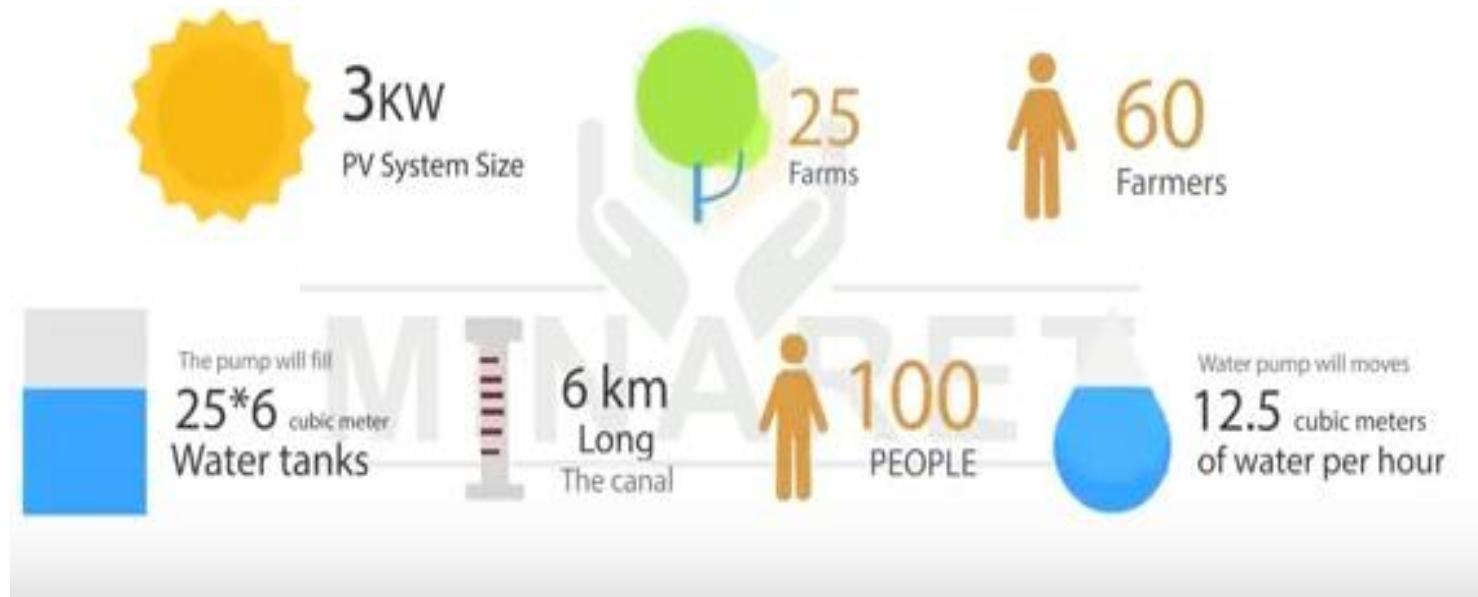 3KW
PV System Size
25
Farms
60
Farmers
MINARET
The pump will fill
25*6 cubic meter
Water tanks
6 km
Long
The canal
100
PEOPLE
Water pump will moves
12.5 cubic meters
of water per hour